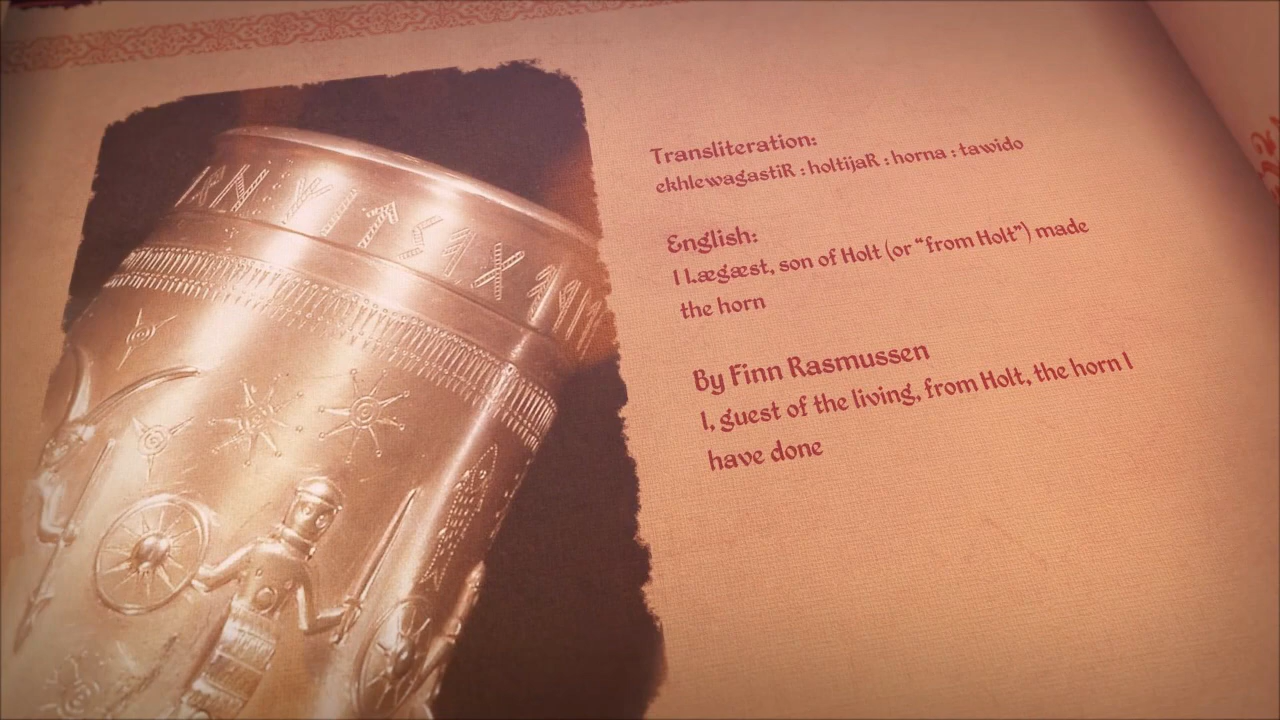 Transliteration:
ekhlewagastiR : holtijaR : horna : tawido
English:
I Lægæst, son of Holt (or “from Holt”) made
the horn
By Finn Rasmussen
I, guest of the living, from Holt, the horn I
have done